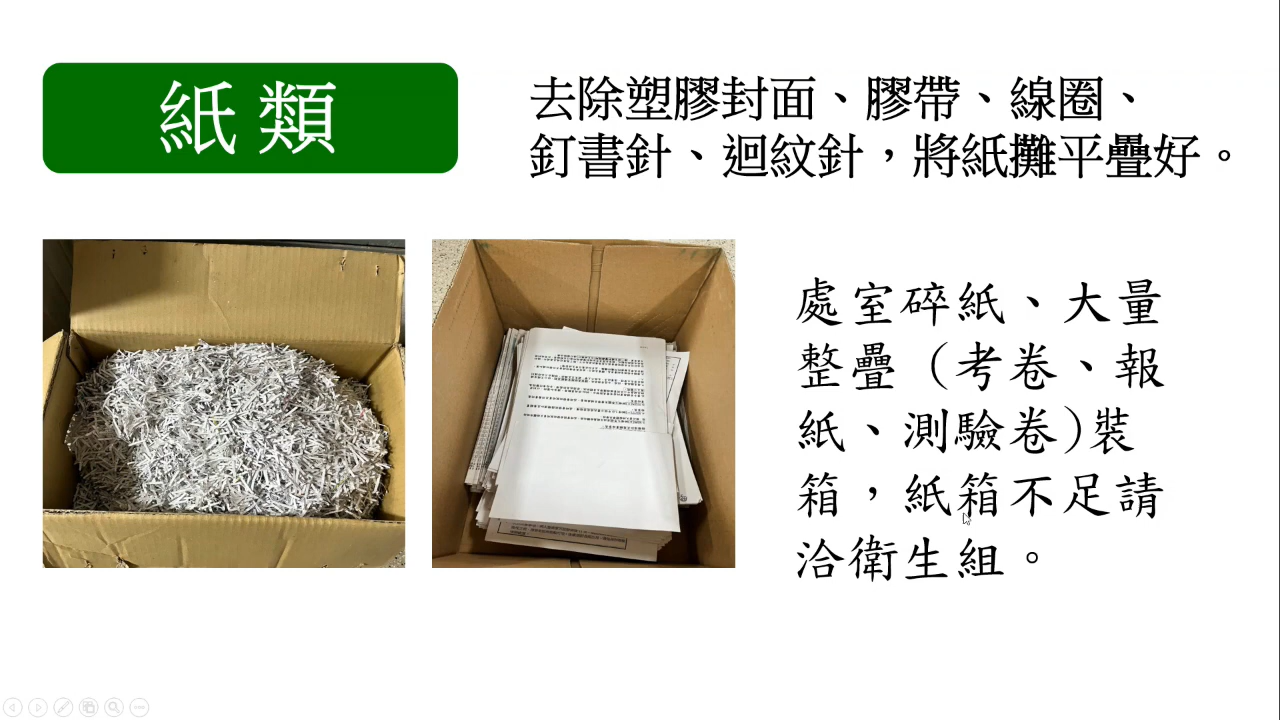 紙類
去除塑膠封面、膠帶、線圈、
釘書針、迴紋針，將紙攤平疊好。
處室碎紙、大量
整疊（考卷、報
紙、測驗卷)裝
箱，紙箱不足請
洽衛生組。